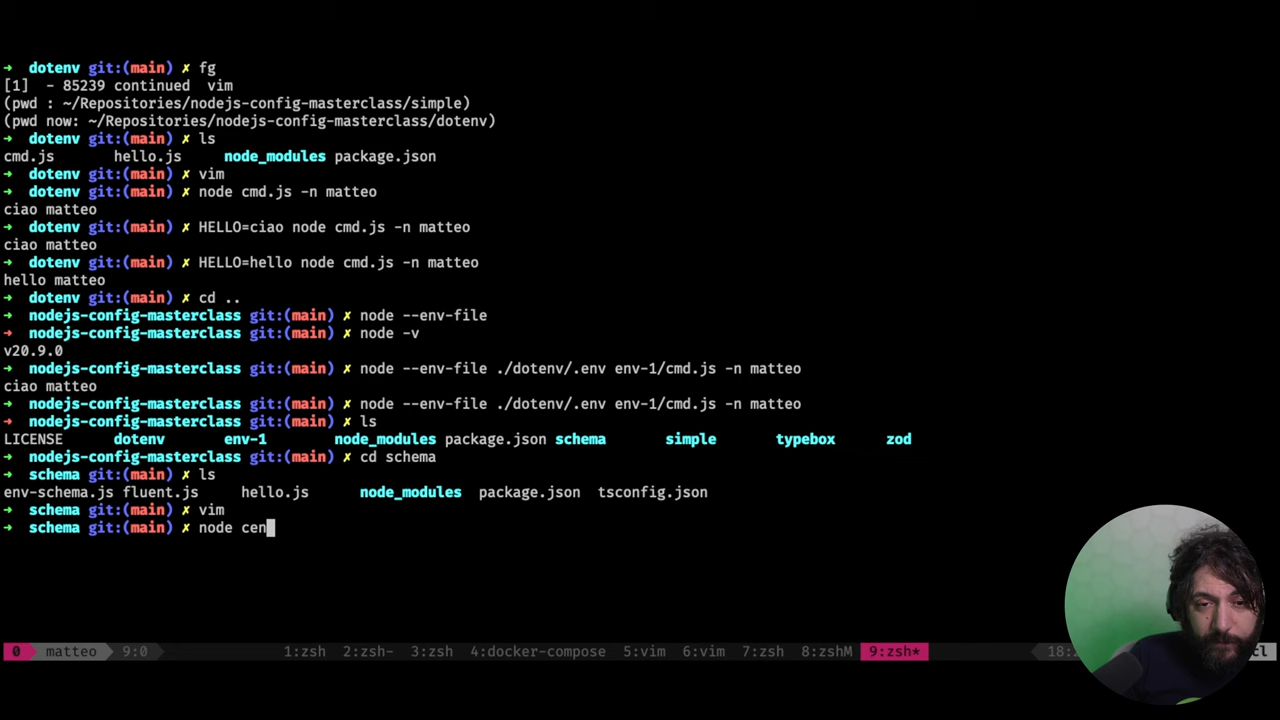 ➜ dotenv git:(main) ✗ fg
[1]  - 85239 continued  vim
(pwd : ~/Repositories/nodejs-config-masterclass/simple)
(pwd now: ~/Repositories/nodejs-config-masterclass/dotenv)
➜ dotenv git:(main) ✗ ls
cmd.js hello.js node_modules package.json
➜ dotenv git:(main) ✗ vim
➜ dotenv git:(main) ✗ node cmd.js -n matteo
ciao matteo
➜ dotenv git:(main) ✗ HELLO=ciao node cmd.js -n matteo
ciao matteo
➜ dotenv git:(main) ✗ HELLO=hello node cmd.js -n matteo
hello matteo
➜ dotenv git:(main) ✗ cd ..
➜ nodejs-config-masterclass git:(main) ✗ node --env-file
➜ nodejs-config-masterclass git:(main) ✗ node -v
v20.9.0
➜ nodejs-config-masterclass git:(main) ✗ node --env-file ./dotenv/.env env-1/cmd.js -n matteo
ciao matteo
➜ nodejs-config-masterclass git:(main) ✗ node --env-file ./dotenv/.env env-1/cmd.js -n matteo
➜ nodejs-config-masterclass git:(main) ✗ ls
LICENSE dotenv env-1 node_modules package.json schema simple typebox zod
➜ nodejs-config-masterclass git:(main) ✗ cd schema
➜ schema git:(main) ✗ ls
env-schema.js fluent.js hello.js node_modules package.json tsconfig.json
➜ schema git:(main) ✗ vim
➜ schema git:(main) ✗ node cen
0 matteo 9:0 1:zsh 2:zsh- 3:zsh 4:docker-compose 5:vim 6:vim 7:zsh 8:zshM 9:zsh* 18: